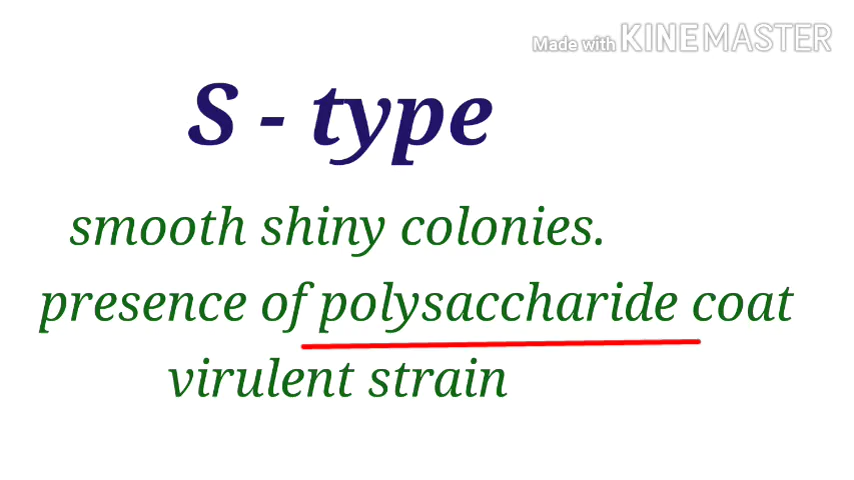 Made with KINEMASTER
S - type
smooth shiny colonies.
presence of polysaccharide coat
virulent strain